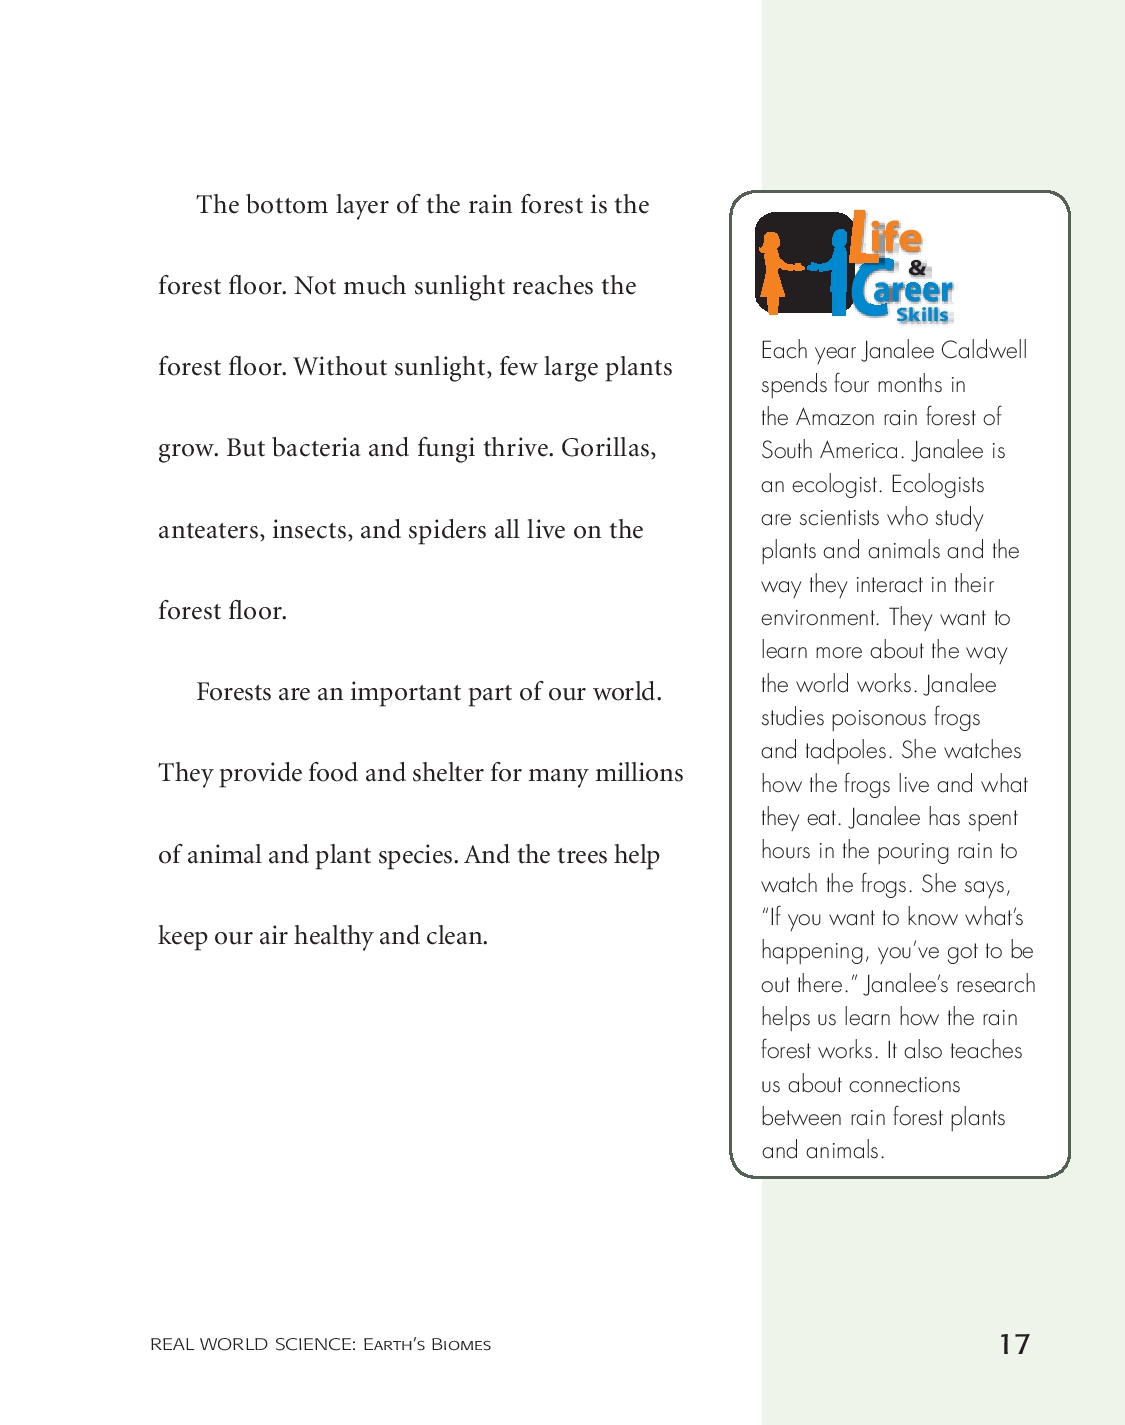 The bottom layer of the rain forest is the
forest floor. Not much sunlight reaches the
forest floor. Without sunlight, few large plants
grow. But bacteria and fungi thrive. Gorillas,
anteaters, insects, and spiders all live on the
forest floor.
Forests are an important part of our world.
They provide food and shelter for many millions
of animal and plant species. And the trees help
keep our air healthy and clean.
Life
&
Career
Skills
Each year Janalee Caldwell
spends four months in
the Amazon rain forest of
South America. Janalee is
an ecologist. Ecologists
are scientists who study
plants and animals and the
way they interact in their
environment. They want to
learn more about the way
the world works. Janalee
studies poisonous frogs
and tadpoles. She watches
how the frogs live and what
they eat. Janalee has spent
hours in the pouring rain to
watch the frogs. She says,
“If you want to know what’s
happening, you’ve got to be
out there.” Janalee’s research
helps us learn how the rain
forest works. It also teaches
us about connections
between rain forest plants
and animals.
REAL WORLD SCIENCE: Earth’s Biomes
17